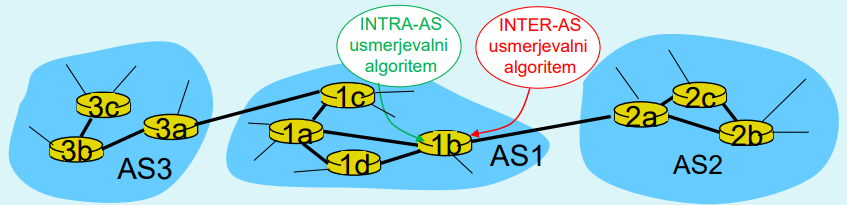 INTRA-AS
usmerjevalni
algoritem
INTER-AS
usmerjevalni
algoritem
3c
3a
3b
AS3
1c
1a
1b
1d
AS1
2c
2a
2b
AS2